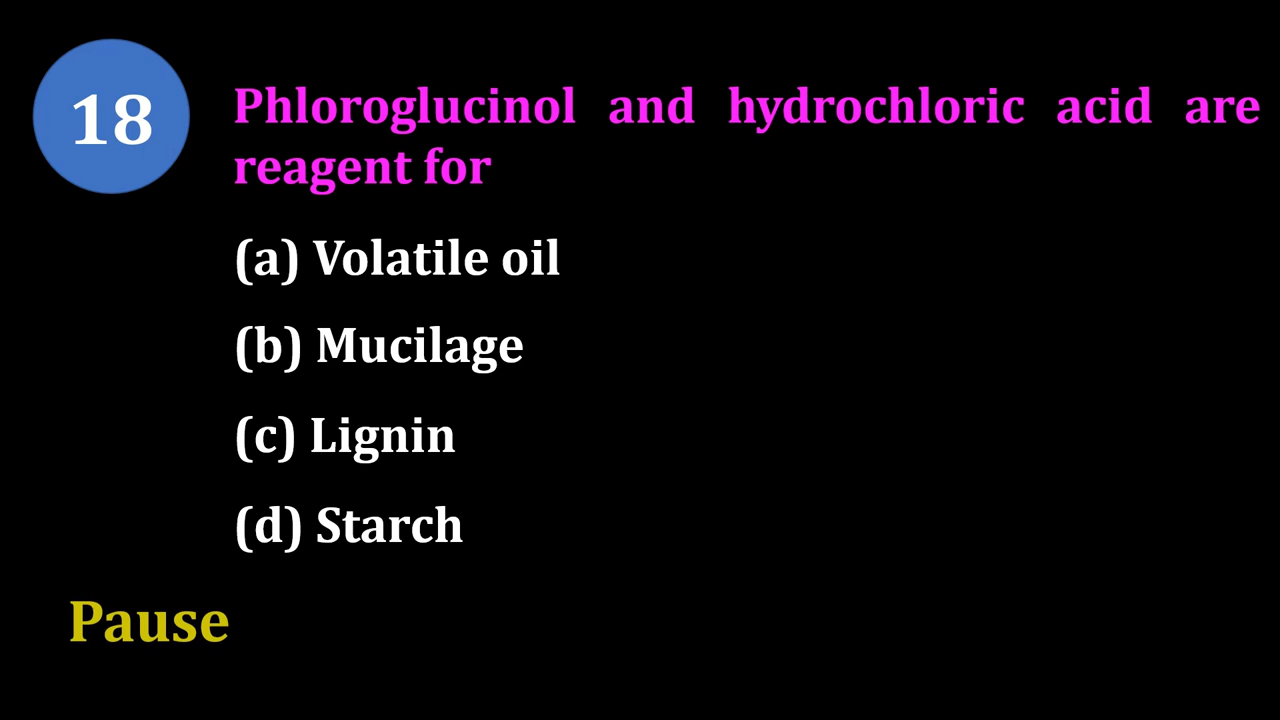 18
Phloroglucinol and hydrochloric acid are
reagent for
(a) Volatile oil
(b) Mucilage
(c) Lignin
(d) Starch
Pause